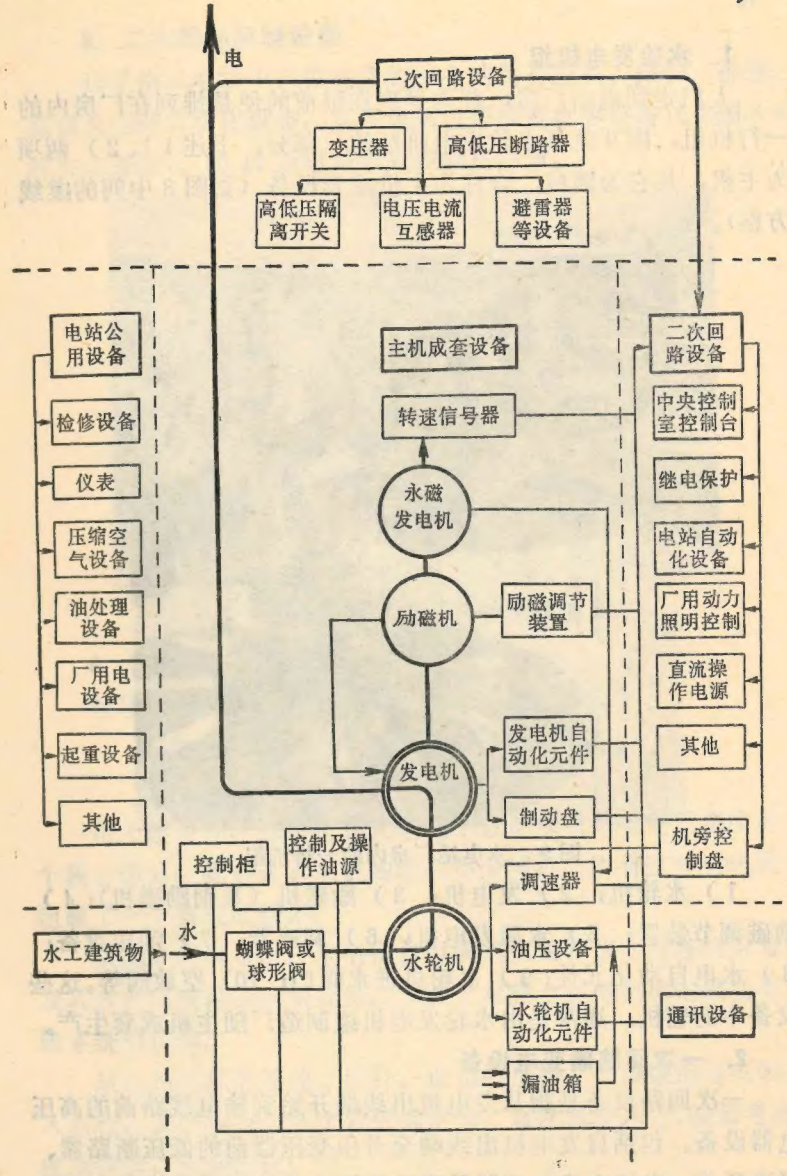 电
一次回路设备
变压器
高低压断路器
高低压隔
离开关
电压电流
互感器
避雷器
等设备
电站公
用设备
检修设备
仪表
压缩空
气设备
油处理
设备
厂用电
设备
起重设备
其他
主机成套设备
转速信号器
永磁
发电机
励磁机
励磁调节
装置
发电机
发电机自
动化元件
制动盘
控制柜
控制及操
作油源
调速器
二次回
路设备
中央控制
室控制台
继电保护
电站自动
化设备
厂用动力
照明控制
直流操
作电源
其他
机旁控
制盘
水工建筑物
水
蝴蝶阀或
球形阀
水轮机
油压设备
水轮机自
动化元件
漏油箱
通讯设备